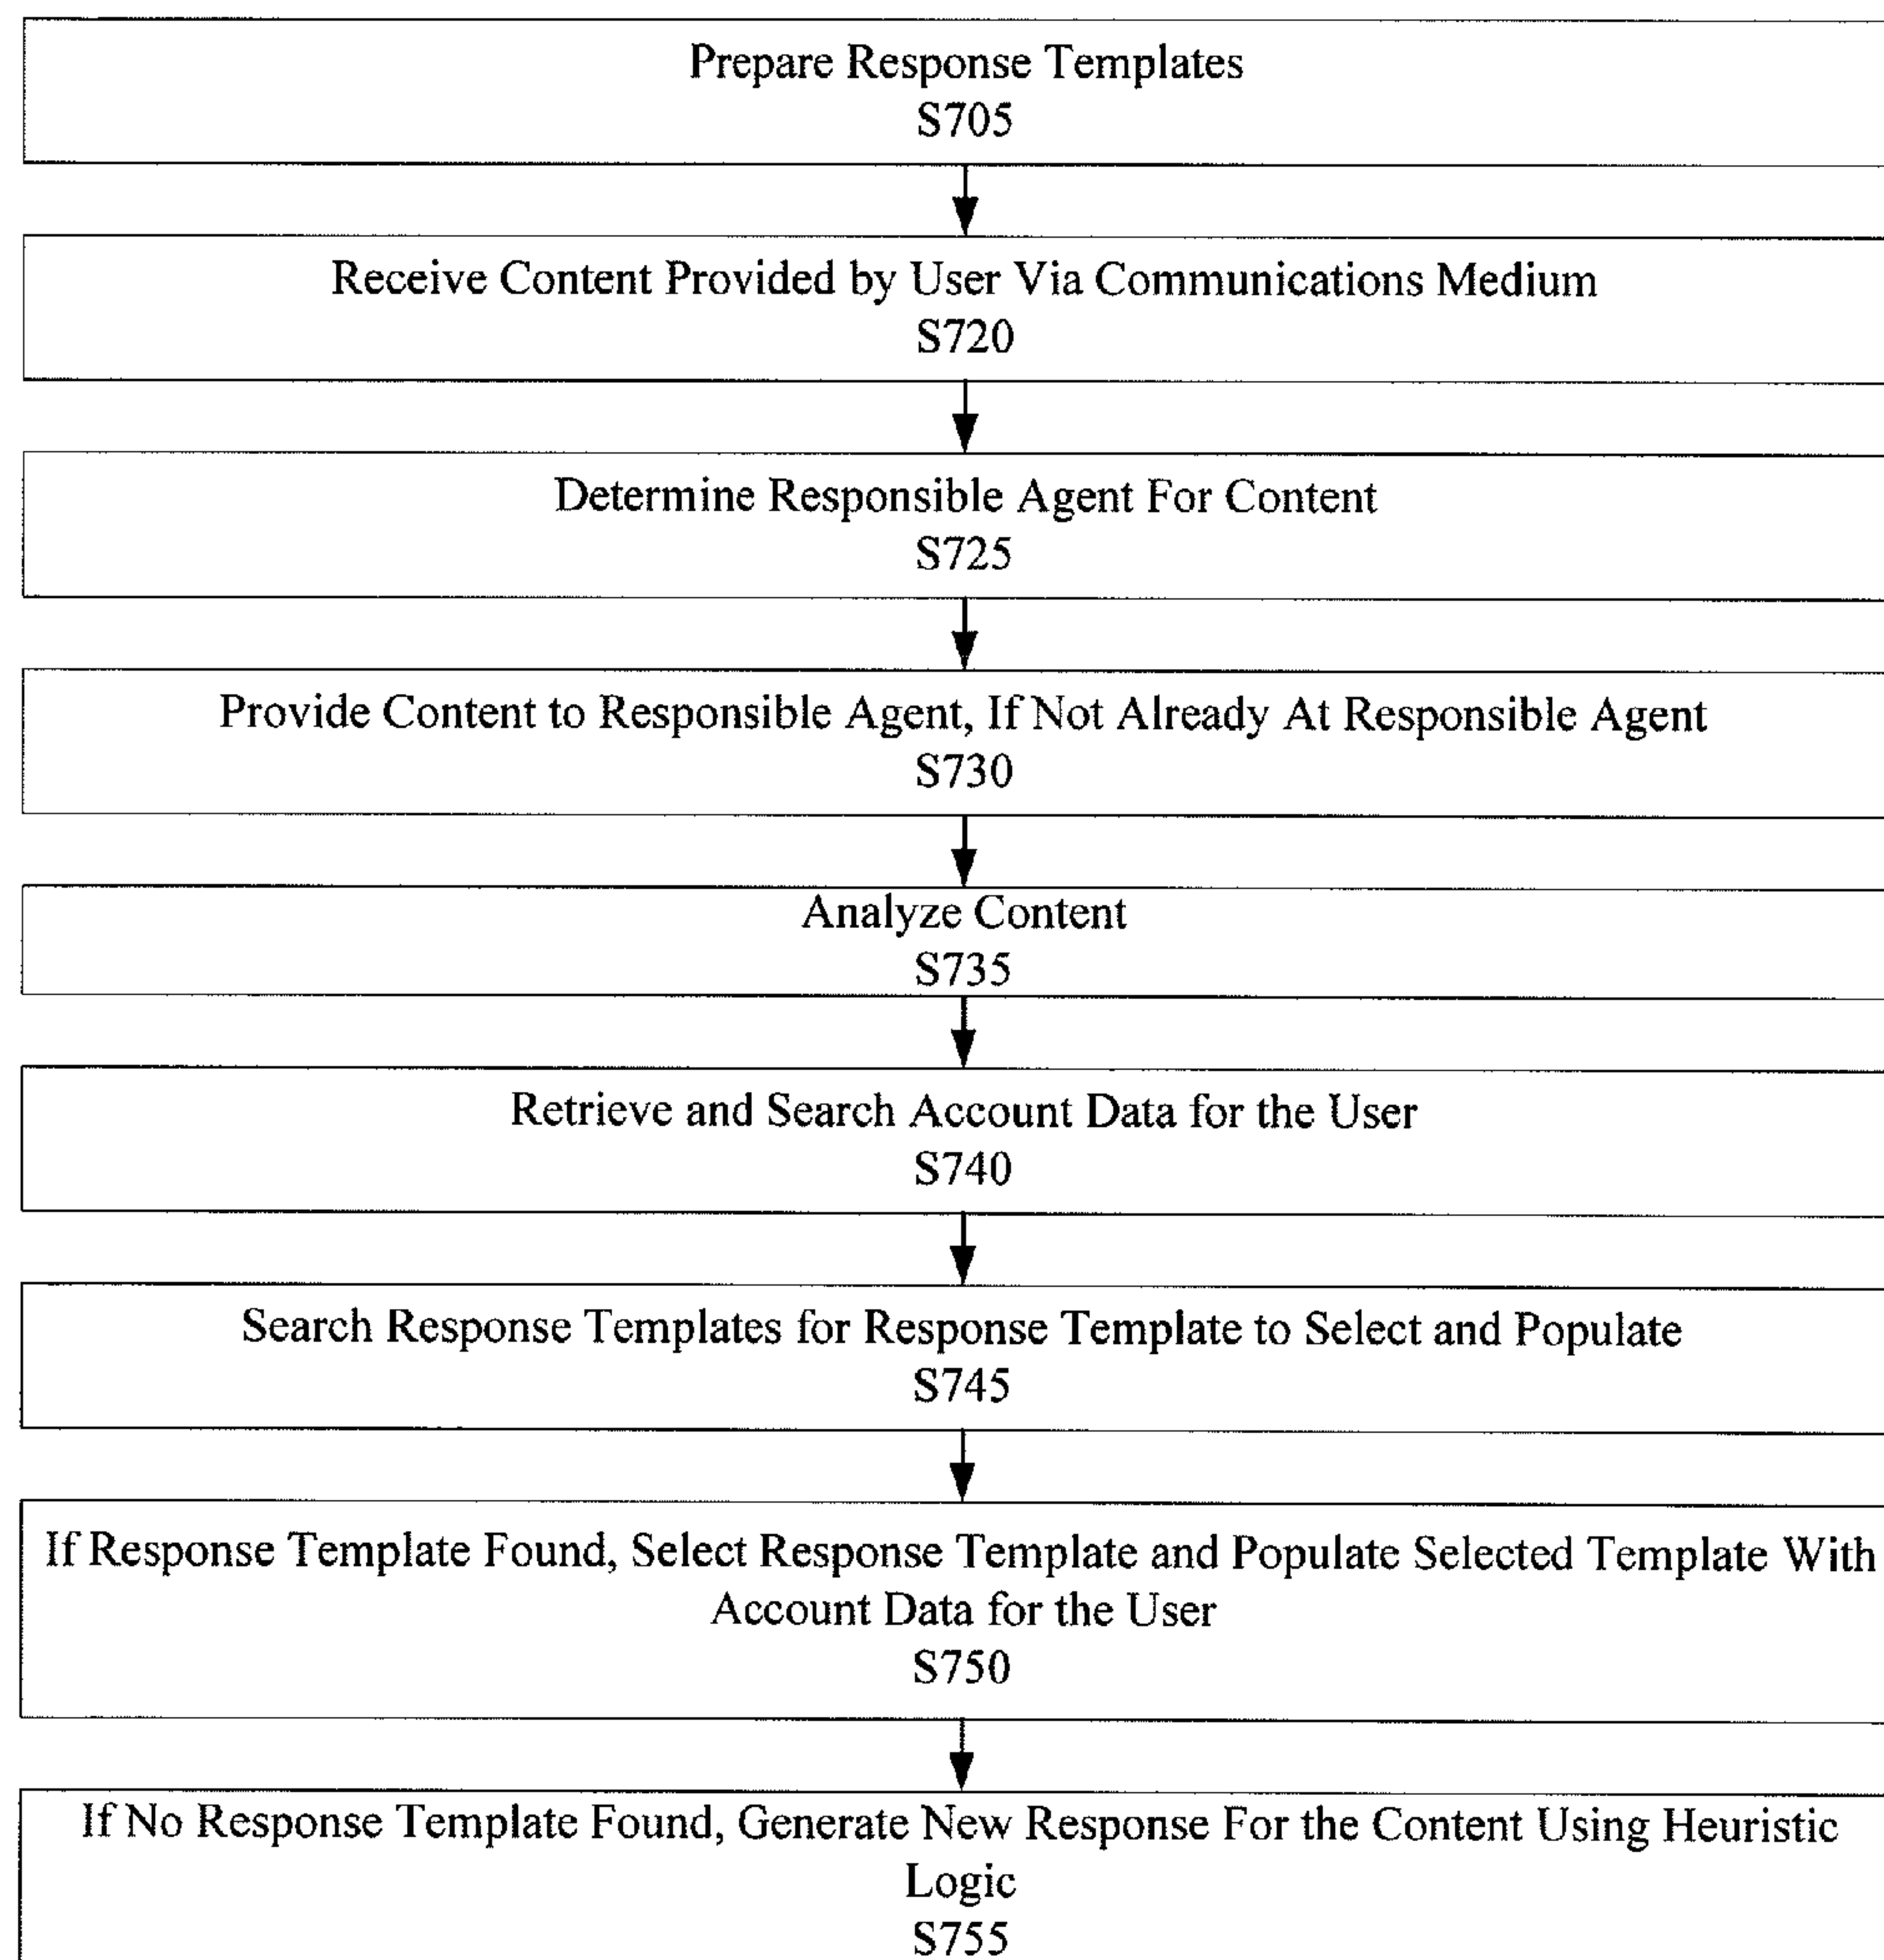 Prepare Response Templates
S705
Receive Content Provided by User Via Communications Medium
S720
Determine Responsible Agent For Content
S725
Provide Content to Responsible Agent, If Not Already At Responsible Agent
S730
Analyze Content
S735
Retrieve and Search Account Data for the User
S740
Search Response Templates for Response Template to Select and Populate
S745
If Response Template Found, Select Response Template and Populate Selected Template With
Account Data for the User
S750
If No Response Template Found, Generate New Response For the Content Using Heuristic
Logic
S755